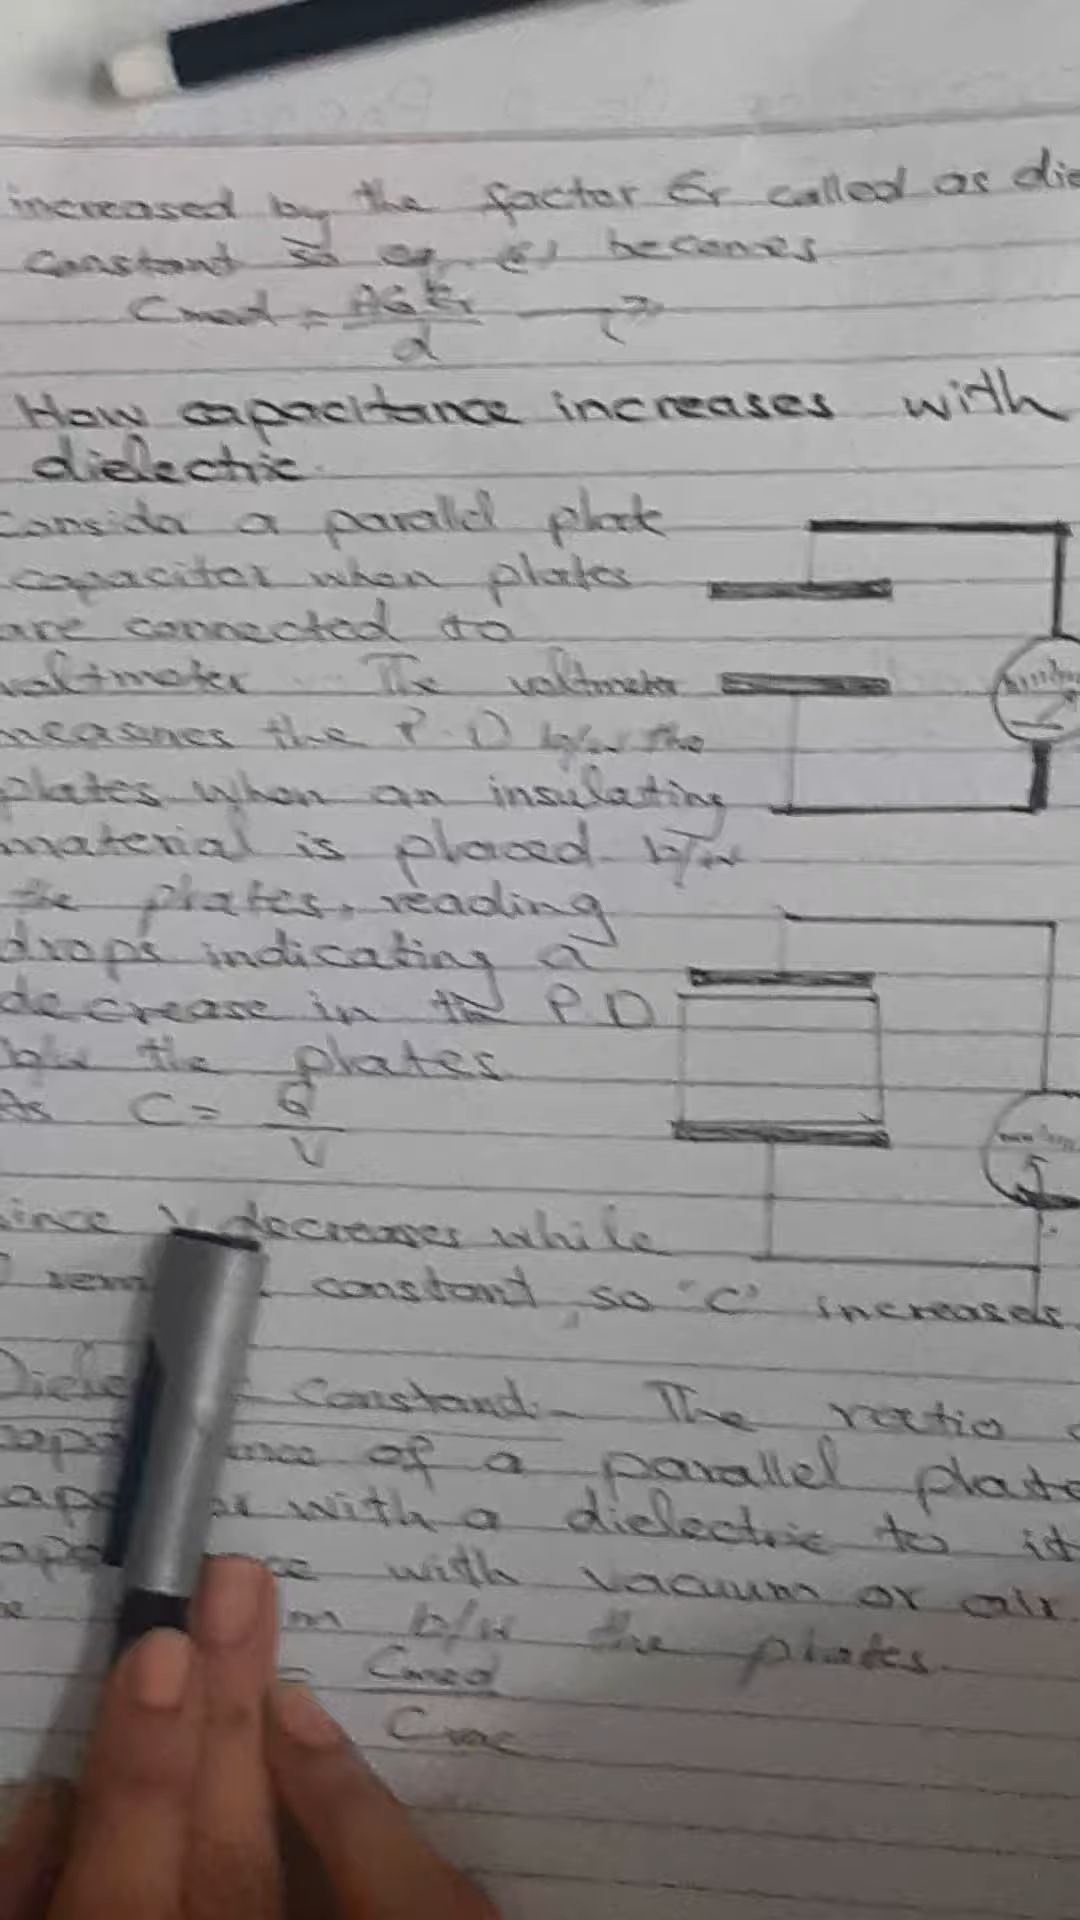 increased by the factor εr called as die
constant so eq (i) becomes
Cmed = Aε₀εr/d
How capacitance increases with
dielectric.
Consider a parallel plate
capacitor when plates
are connected to
voltmeter. The voltmeter
measures the P.D b/w the
plates when an insulating
material is placed b/w
the plates, reading
drops indicating a
decrease in the P.D
b/w the plates
As C = Q/V
since V decreases while
constant, so "C" increases.
Constant:- The ratio
of a parallel plate
with a dielectric to it
with vacuum or air
b/w the plates.
= Cmed/Cvac